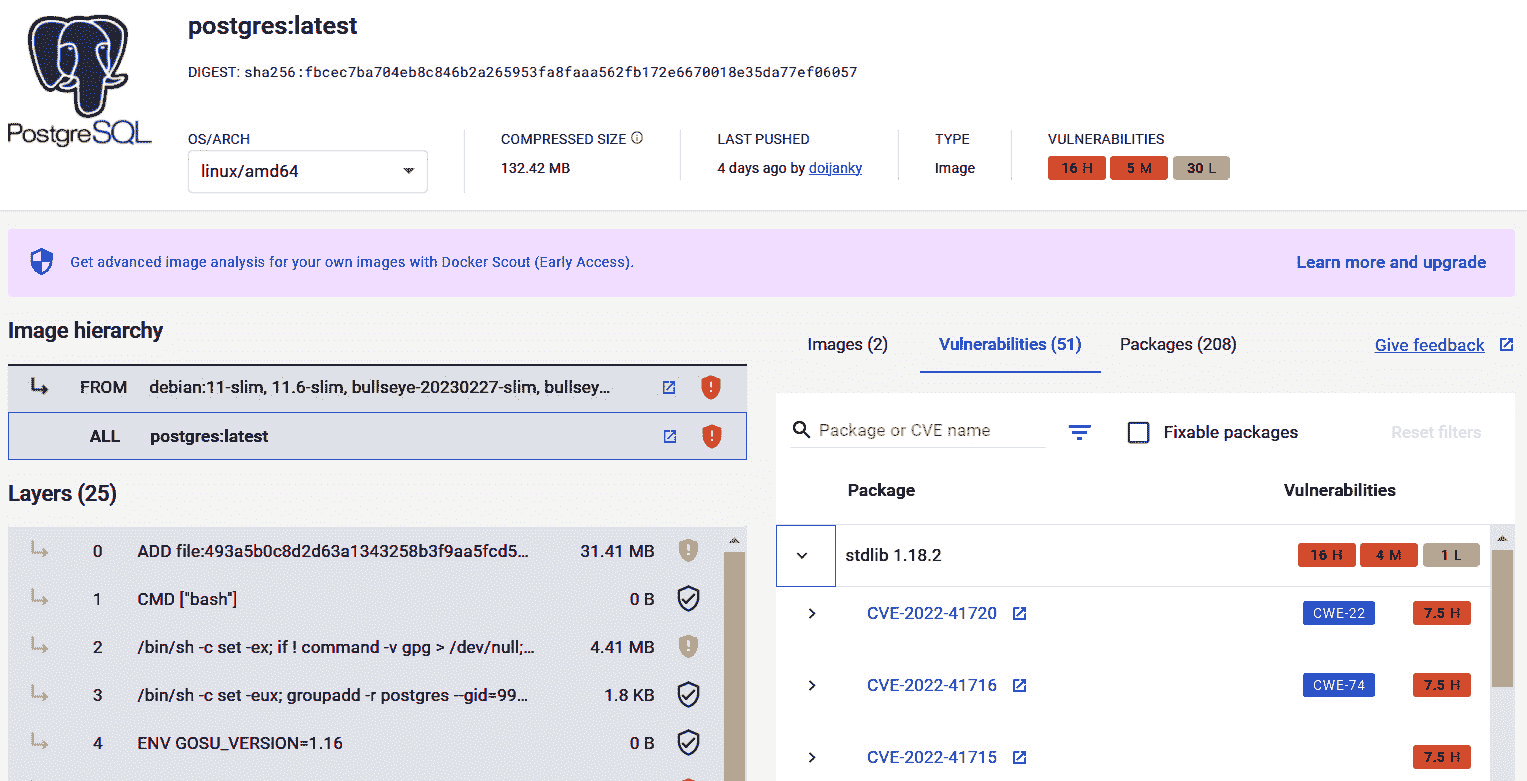 PostgreSQL
postgres:latest
DIGEST: sha256:fbcec7ba704eb8c846b2a265953fa8faaa562fb172e6670018e35da77ef06057
OS/ARCH
linux/amd64
COMPRESSED SIZE
132.42 MB
LAST PUSHED
4 days ago by doijanky
TYPE
Image
VULNERABILITIES
16 H 5 M 30 L
Get advanced image analysis for your own images with Docker Scout (Early Access).
Learn more and upgrade
Image hierarchy
FROM debian:11-slim, 11.6-slim, bullseye-20230227-slim, bullsey...
ALL postgres:latest
Layers (25)
0 ADD file:493a5b0c8d2d63a1343258b3f9aa5fcd5... 31.41 MB
1 CMD ["bash"] 0 B
2 /bin/sh -c set -ex; if ! command -v gpg > /dev/null;... 4.41 MB
3 /bin/sh -c set -eux; groupadd -r postgres --gid=99... 1.8 KB
4 ENV GOSU_VERSION=1.16 0 B
Images (2)
Vulnerabilities (51)
Packages (208)
Give feedback
Package or CVE name
Fixable packages
Reset filters
Package Vulnerabilities
stdlib 1.18.2 16 H 4 M 1 L
CVE-2022-41720 CWE-22 7.5 H
CVE-2022-41716 CWE-74 7.5 H
CVE-2022-41715 7.5 H